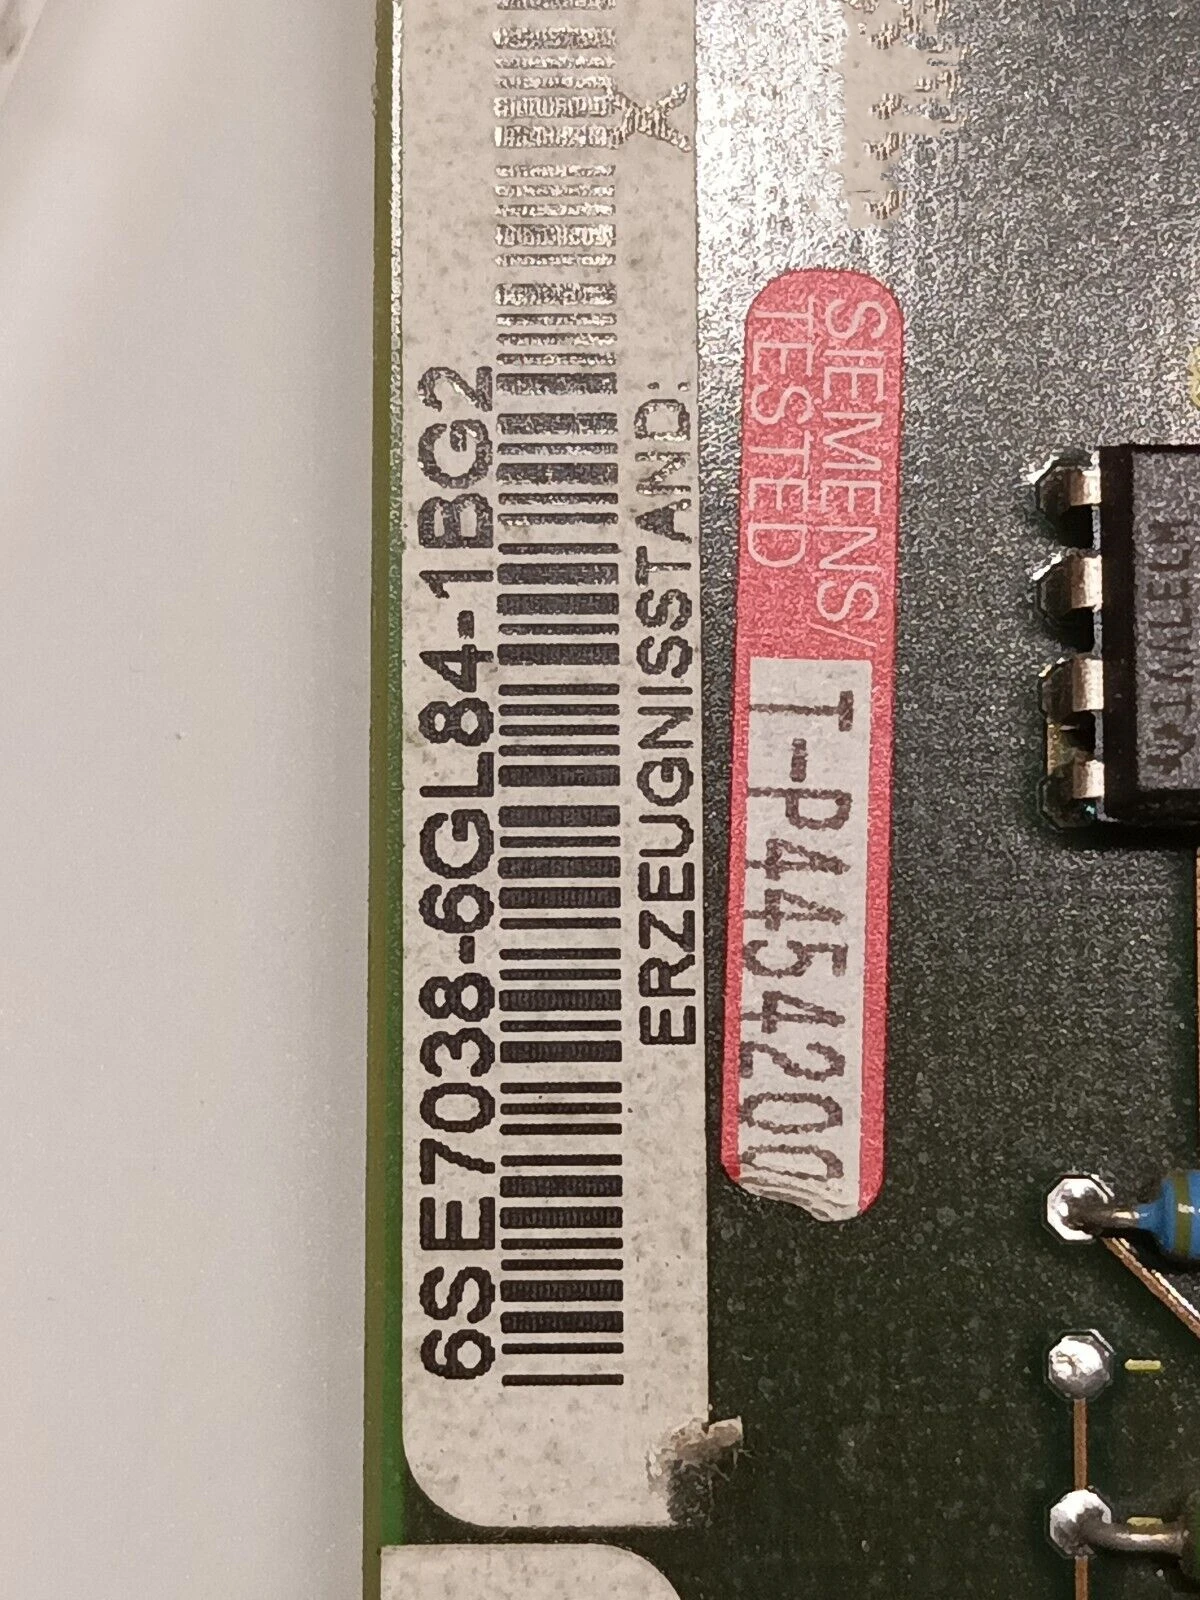 6SE7038-6GL84-1BG2
ERZEUGNISSTAND:
X
SIEMENS/
TESTED
T-P4454200